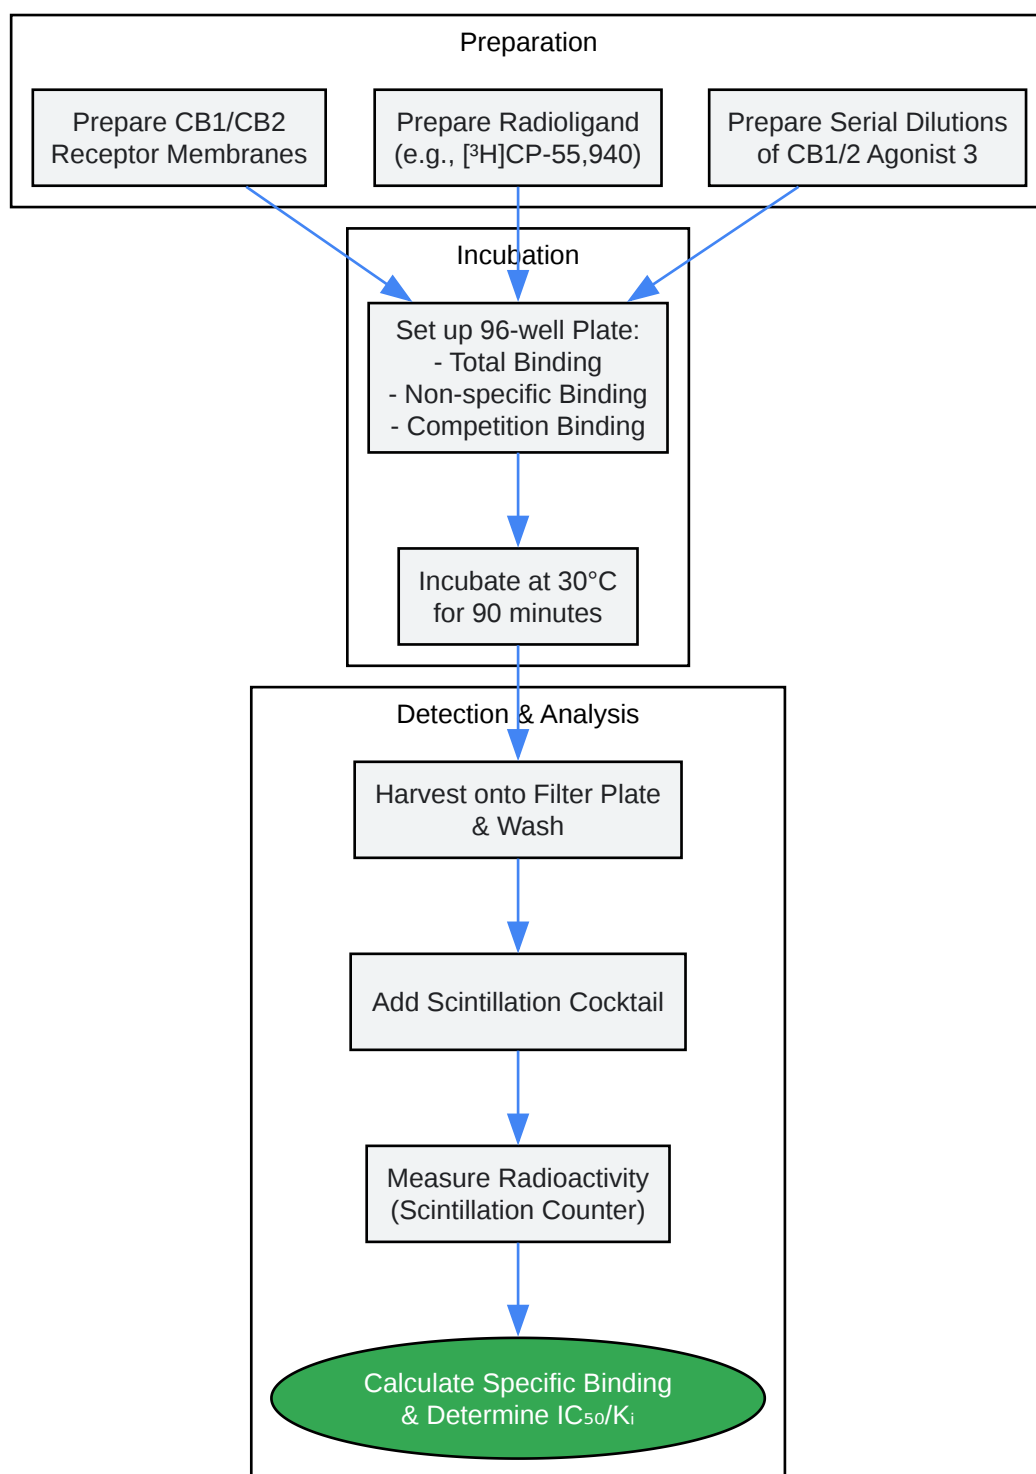 Preparation
Prepare CB1/CB2
Receptor Membranes
Prepare Radioligand
(e.g., [³H]CP-55,940)
Prepare Serial Dilutions
of CB1/2 Agonist 3
Incubation
Set up 96-well Plate:
- Total Binding
- Non-specific Binding
- Competition Binding
Incubate at 30°C
for 90 minutes
Detection & Analysis
Harvest onto Filter Plate
& Wash
Add Scintillation Cocktail
Measure Radioactivity
(Scintillation Counter)
Calculate Specific Binding
& Determine IC₅₀/Kᵢ